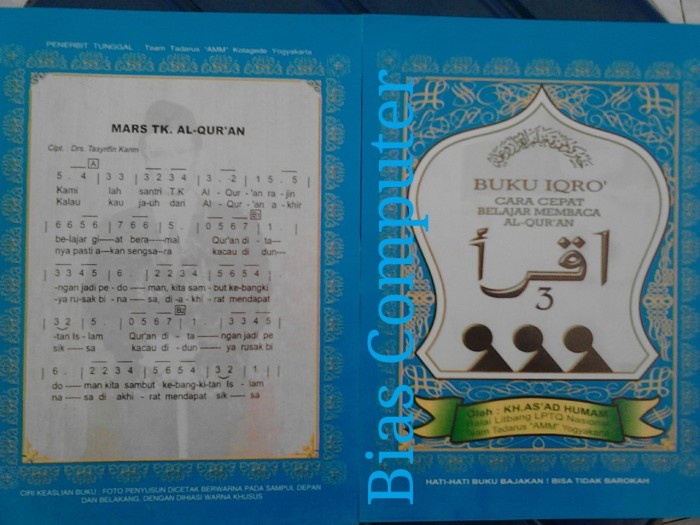 PENERBIT TUNGGAL : Team Tadarus "AMM" Kotagede Yogyakarta
MARS TK. AL-QUR'AN
Cipt. : Drs. Tasyrifin Karim
A
5 . 4 | 3 3 | 3 2 3 4 | 3 . 2 | 1 5 . 5 |
Kami lah santri T.K Al - Qur - 'an ra - jin
Kalau kau ja-uh dari Al - Qur - 'an a - khir
| 6 6 5 6 | 7 6 6 | 5 . | 0 5 6 7 | 1 |
B1
be-lajar gi—at bera—mal Qur'an di - ta—
nya pasti a - kan sengsa—ra kacau di dun—
| 3 3 4 5 | 6 . | 2 2 3 4 | 5 6 5 4 |
-ngan jadi pe - do — man, kita sam - but ke-bangki
-ya rusak bi - na — sa, di-a - khi - rat mendapat
B2
| 3 2 | 5 . | 0 5 6 7 | 1 | 3 3 4 5 |
-tan Is - lam Qur'an di - ta — ngan jadi pe
sik — sa kacau di - dun — ya rusak bi
| 6 . | 2 2 3 4 | 5 6 5 4 | 3 2 | 1 |
do — man kita sambut ke-bang-ki-tan Is - lam
na — sa di akhi - rat mendapat sik — sa
CIRI KEASLIAN BUKU : FOTO PENYUSUN DICETAK BERWARNA PADA SAMPUL DEPAN
DAN BELAKANG, DENGAN DIHIASI WARNA KHUSUS
Bias Computer
BUKU IQRO'
CARA CEPAT
BELAJAR MEMBACA
AL-QUR'AN
اقرأ
3
Oleh : KH. AS'AD HUMAM
Balai Litbang LPTQ Nasional
Team Tadarus "AMM" Yogyakarta
HATI-HATI BUKU BAJAKAN ! BISA TIDAK BAROKAH